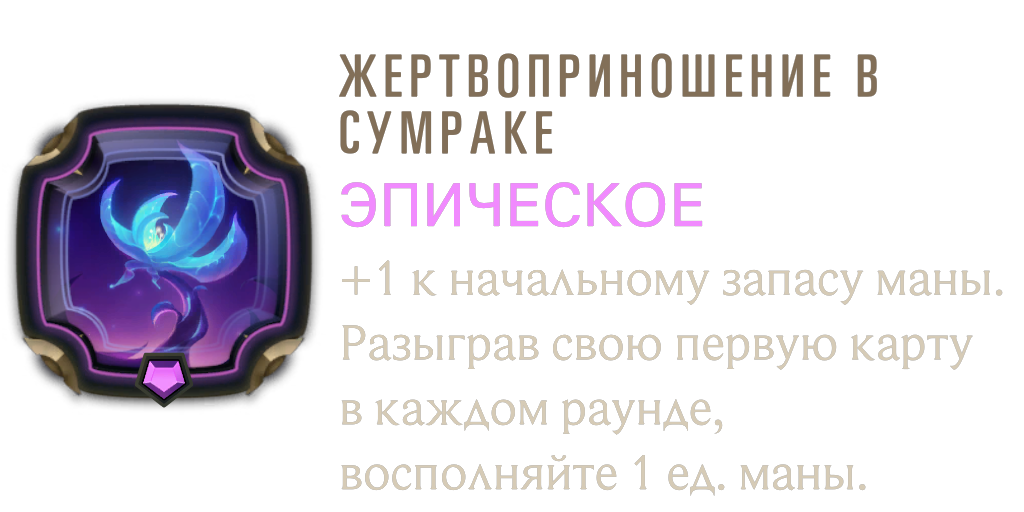 ЖЕРТВОПРИНОШЕНИЕ В
СУМРАКЕ
ЭПИЧЕСКОЕ
+1 к начальному запасу маны.
Разыграв свою первую карту
в каждом раунде,
восполняйте 1 ед. маны.